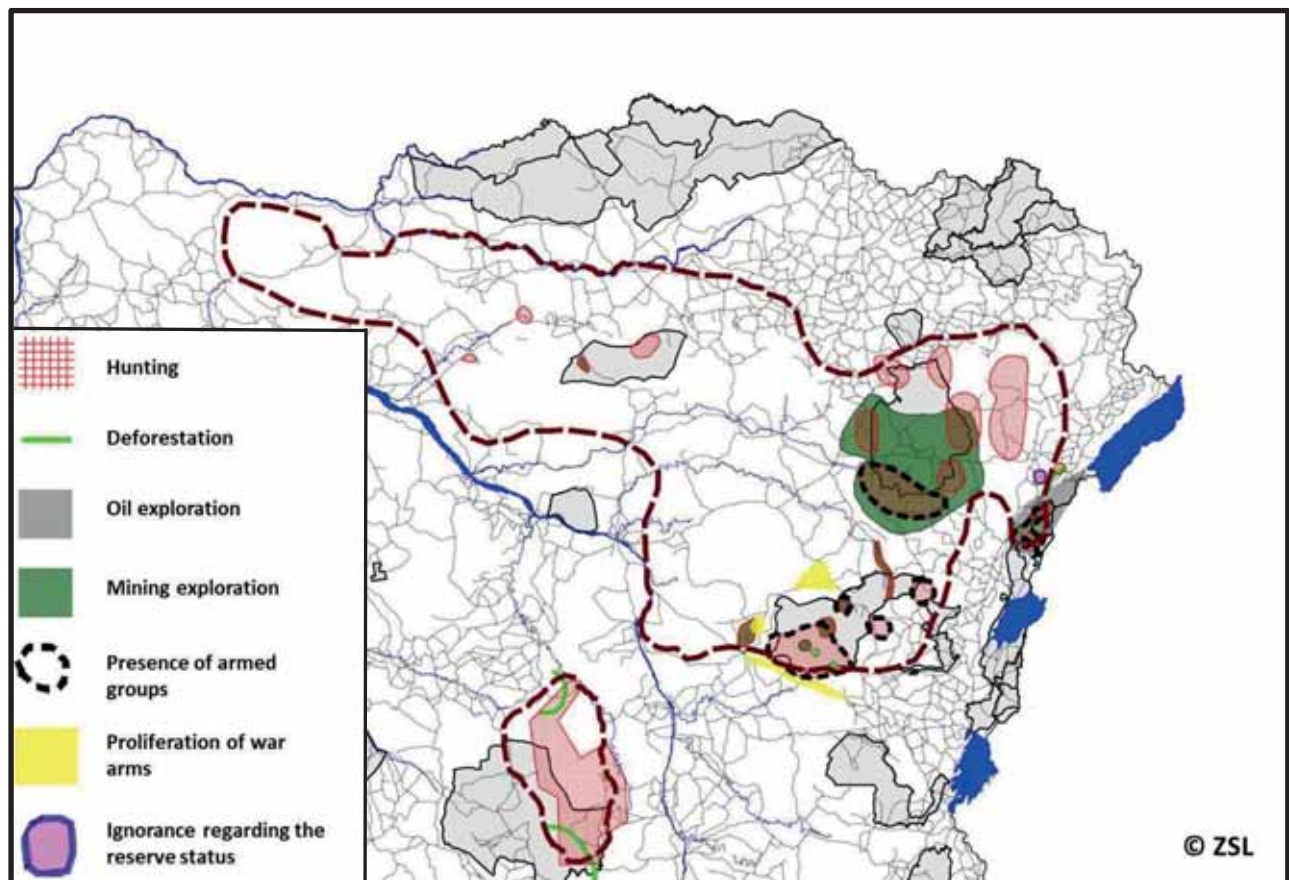 Hunting
Deforestation
Oil exploration
Mining exploration
Presence of armed
groups
Proliferation of war
arms
Ignorance regarding the
reserve status
© ZSL